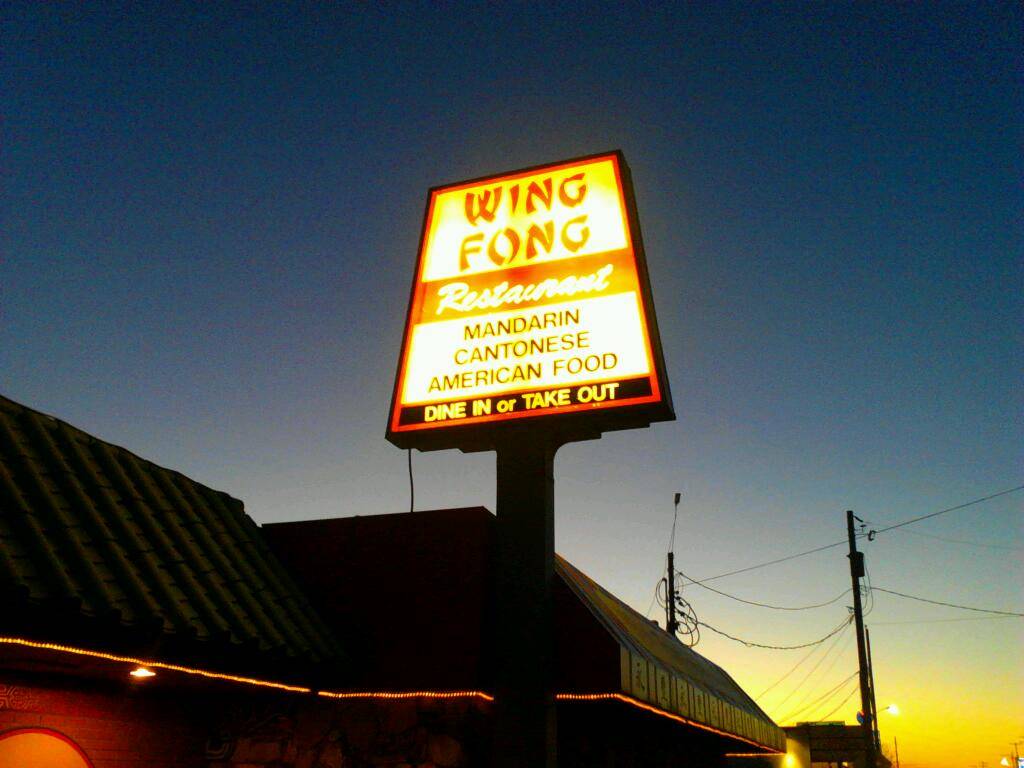 WING
FONG
Restaurant
MANDARIN
CANTONESE
AMERICAN FOOD
DINE IN or TAKE OUT